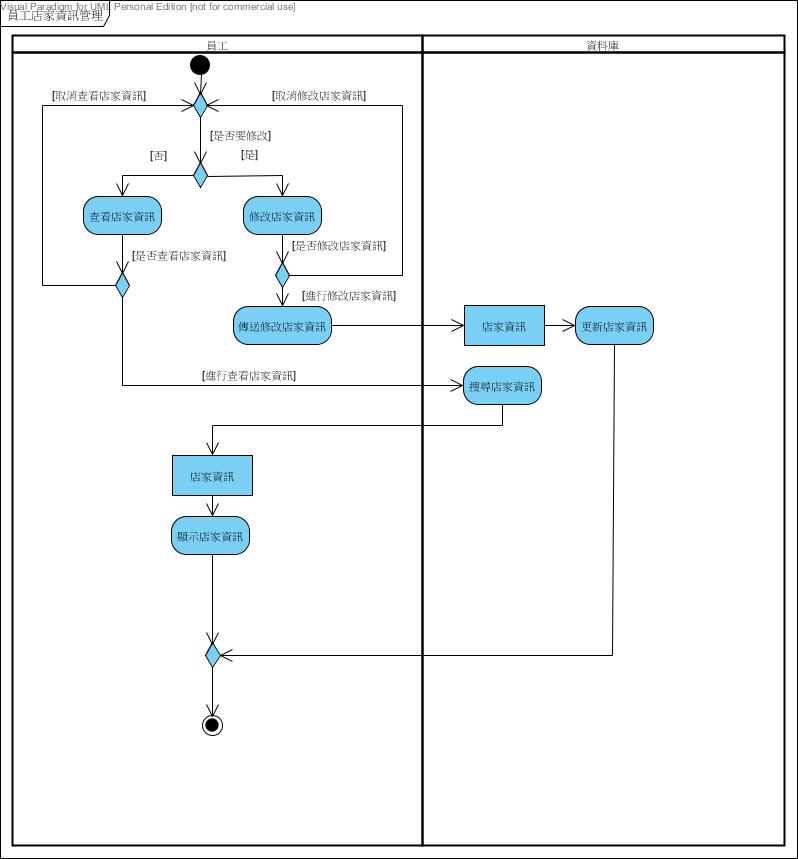 Visual Paradigm for UML Personal Edition [not for commercial use]
員工店家資訊管理
員工
資料庫
[取消查看店家資訊]
[取消修改店家資訊]
[是否要修改]
[否]
[是]
查看店家資訊
修改店家資訊
[是否修改店家資訊]
[是否查看店家資訊]
[進行修改店家資訊]
傳送修改店家資訊
店家資訊
更新店家資訊
[進行查看店家資訊]
搜尋店家資訊
店家資訊
顯示店家資訊